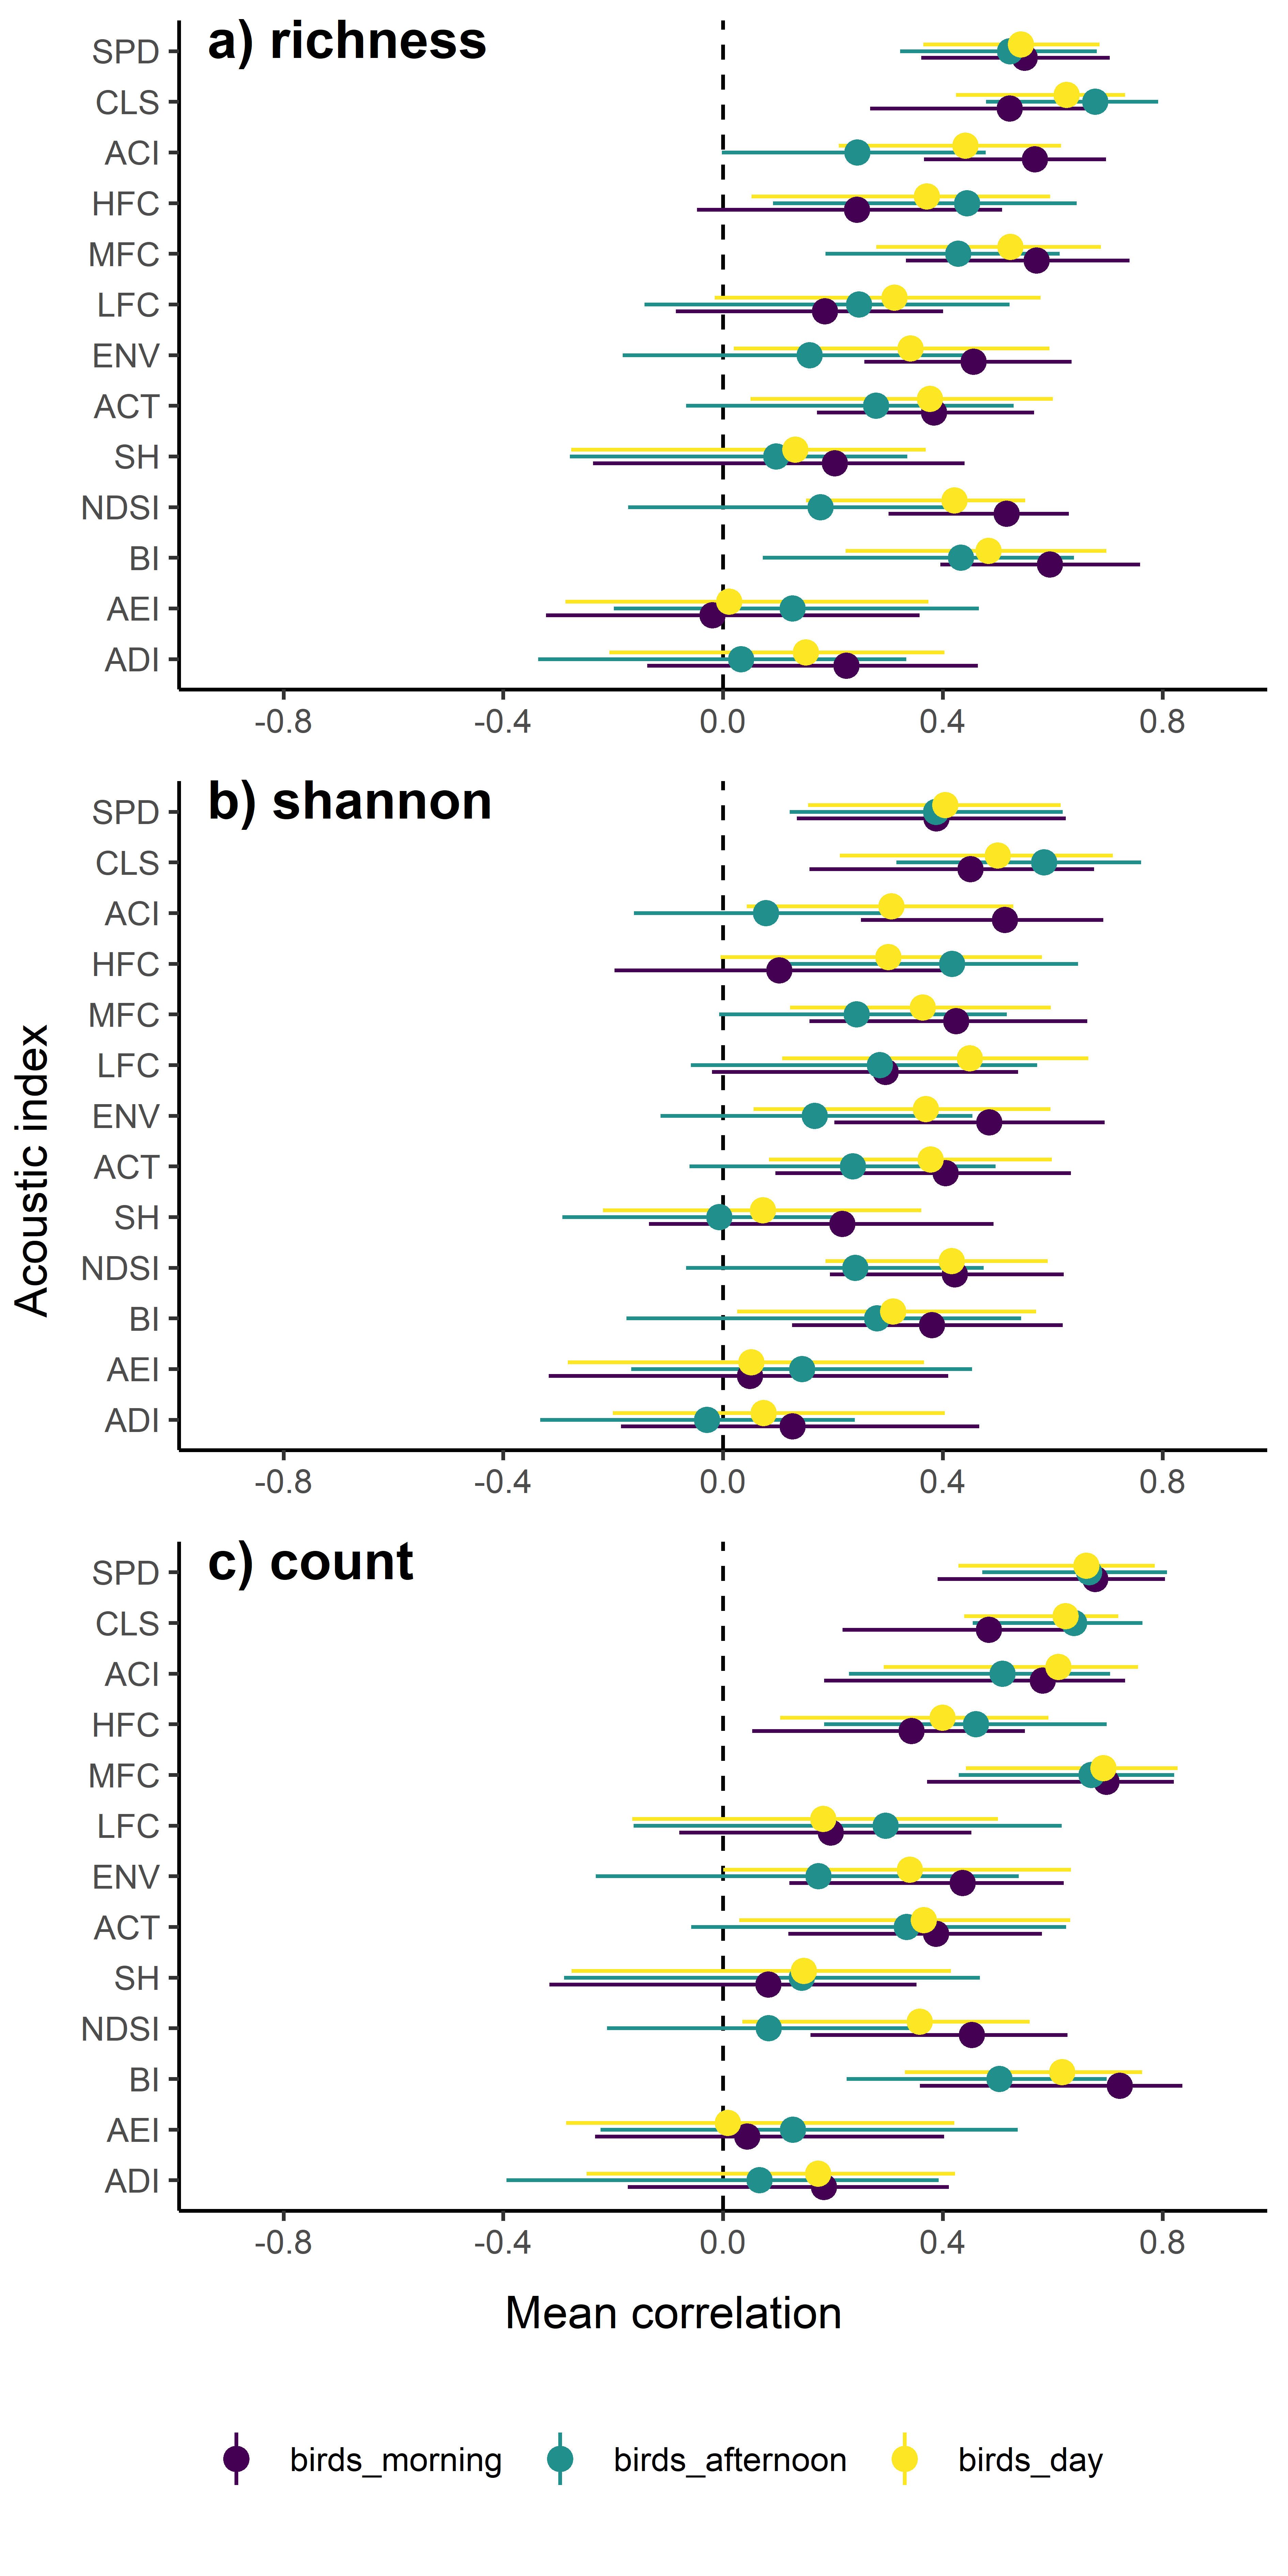 a) richness
SPD
CLS
ACI
HFC
MFC
LFC
ENV
ACT
SH
NDSI
BI
AEI
ADI
-0.8 -0.4 0.0 0.4 0.8
b) shannon
SPD
CLS
ACI
HFC
MFC
LFC
ENV
ACT
SH
NDSI
BI
AEI
ADI
-0.8 -0.4 0.0 0.4 0.8
Acoustic index
c) count
SPD
CLS
ACI
HFC
MFC
LFC
ENV
ACT
SH
NDSI
BI
AEI
ADI
-0.8 -0.4 0.0 0.4 0.8
Mean correlation
birds_morning birds_afternoon birds_day